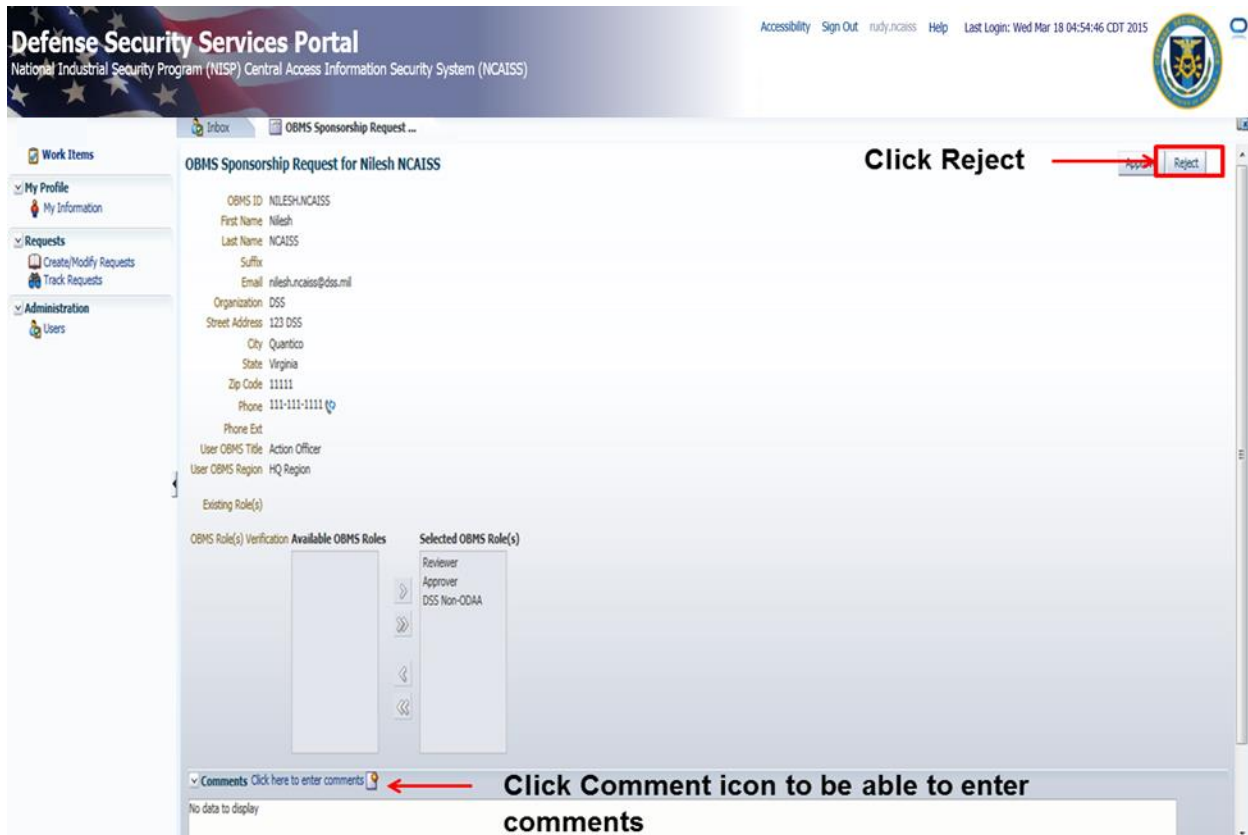 Accessibility Sign Out rudy.ncaiss Help Last Login: Wed Mar 18 04:54:46 CDT 2015
Defense Security Services Portal
National Industrial Security Program (NISP) Central Access Information Security System (NCAISS)
Inbox OBMS Sponsorship Request ...
Work Items
My Profile
My Information
Requests
Create/Modify Requests
Track Requests
Administration
Users
OBMS Sponsorship Request for Nilesh NCAISS
Click Reject
Reject
OBMS ID NILESH.NCAISS
First Name Nilesh
Last Name NCAISS
Suffix
Email nilesh.ncaiss@dss.mil
Organization DSS
Street Address 123 DSS
City Quantico
State Virginia
Zip Code 11111
Phone 111-111-1111
Phone Ext
User OBMS Title Action Officer
User OBMS Region HQ Region
Existing Role(s)
OBMS Role(s) Verification Available OBMS Roles Selected OBMS Role(s)
Reviewer
Approver
DSS Non-ODAA
Comments Click here to enter comments
Click Comment icon to be able to enter
comments
No data to display